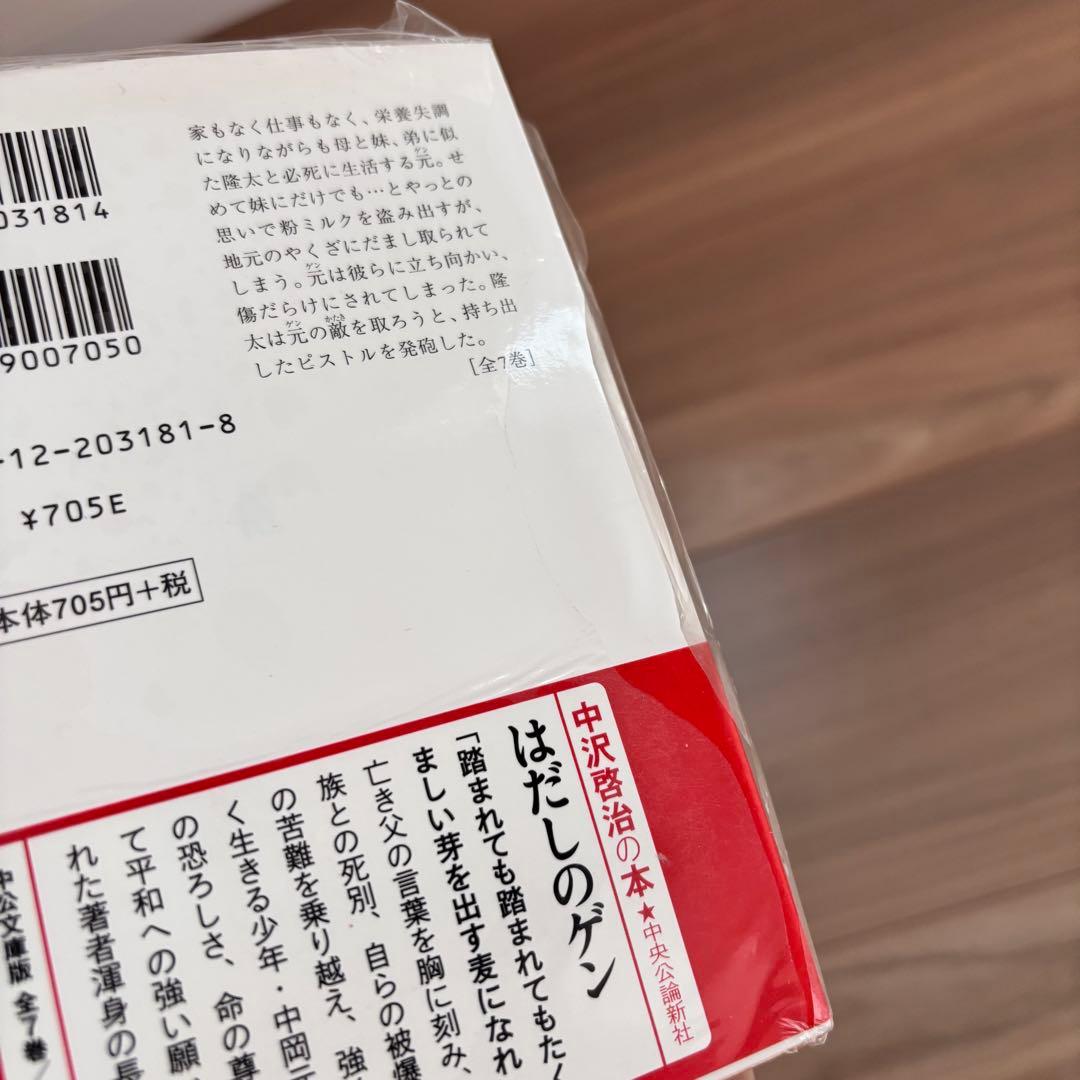 家もなく仕事もなく、栄養失調
になりながらも母と妹、弟に似
た隆太と必死に生活する元。せ
めて妹にだけでも…とやっとの
思いで粉ミルクを盗み出すが、
地元のやくざにだまし取られて
しまう。元は彼らに立ち向かい、
傷だらけにされてしまった。隆
太は元の敵を取ろうと、持ち出
したピストルを発砲した。
[全7巻]
031814
9007050
-12-203181-8
¥705E
本体705円+税
中沢啓治の本★中央公論新社
はだしのゲン
「踏まれても踏まれてもたく
ましい芽を出す麦になれ
亡き父の言葉を胸に刻み、
族との死別、自らの被爆
の苦難を乗り越え、強
く生きる少年・中岡元
の恐ろしさ、命の尊
て平和への強い願
れた著者渾身の長
中公文庫版 全7巻